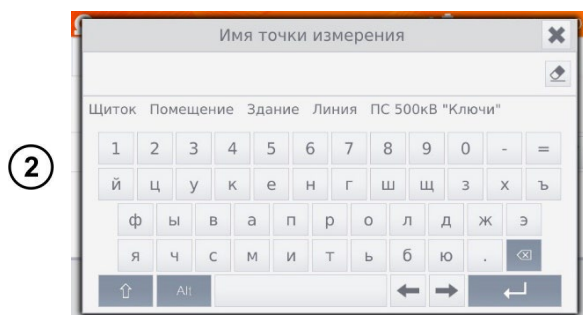 Имя точки измерения
Щиток Помещение Здание Линия ПС 500кВ "Ключи"
2
1 2 3 4 5 6 7 8 9 0 - =
й ц у к е н г ш щ з х ъ
ф ы в а п р о л д ж э
я ч с м и т ь б ю .
Alt